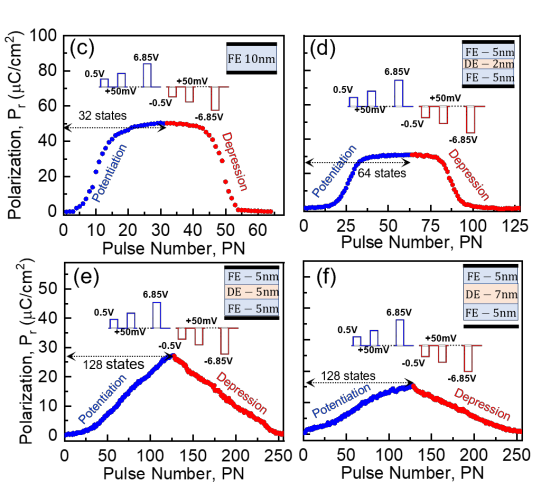 (c)
Polarization, Pr (μC/cm²)
100
80
60
40
20
0
0.5V
6.85V
+50mV
+50mV
-0.5V
-6.85V
FE 10nm
32 states
Potentiation
Depression
0 10 20 30 40 50 60
Pulse Number, PN
(d)
0.5V
6.85V
+50mV
+50mV
-0.5V
-6.85V
FE – 5nm
DE – 2nm
FE – 5nm
64 states
Potentiation
Depression
0 25 50 75 100 125
Pulse Number, PN
(e)
Polarization, Pr (μC/cm²)
50
40
30
20
10
0
0.5V
6.85V
+50mV
+50mV
-0.5V
-6.85V
FE – 5nm
DE – 5nm
FE – 5nm
128 states
Potentiation
Depression
0 50 100 150 200 250
Pulse Number, PN
(f)
0.5V
6.85V
+50mV
+50mV
-0.5V
-6.85V
FE – 5nm
DE – 7nm
FE – 5nm
128 states
Potentiation
Depression
0 50 100 150 200 250
Pulse Number, PN